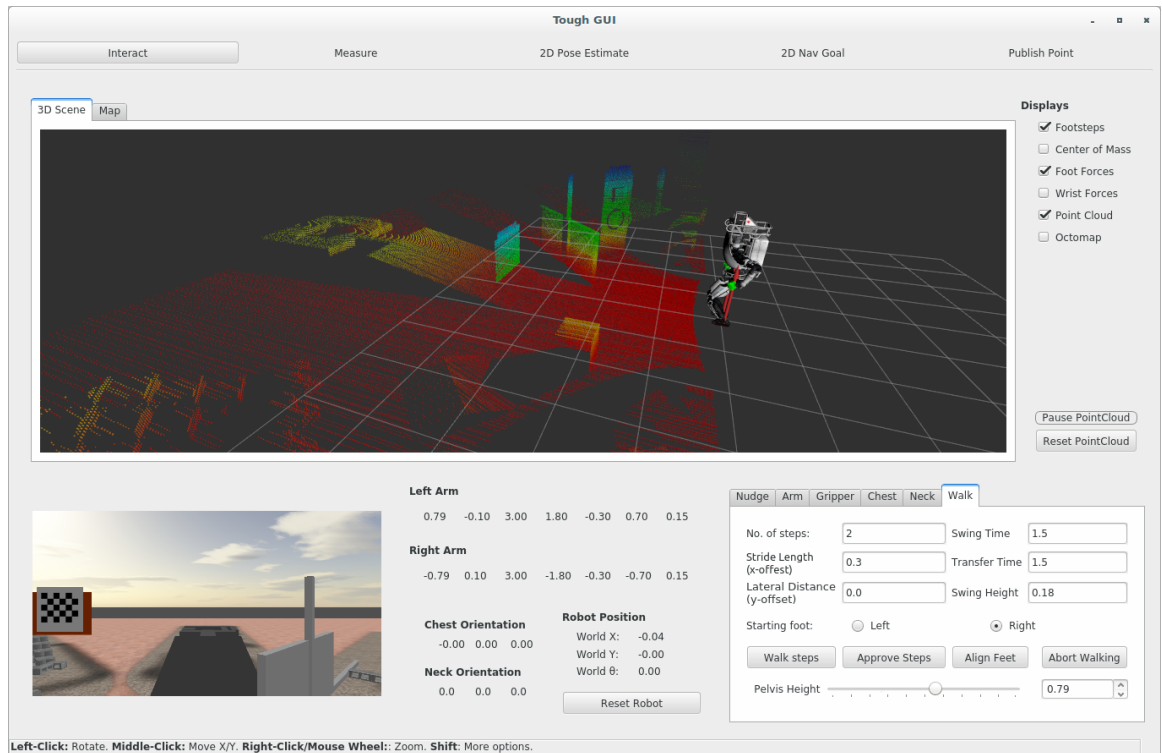 Tough GUI
Interact Measure 2D Pose Estimate 2D Nav Goal Publish Point
3D Scene Map
Displays
Footsteps
Center of Mass
Foot Forces
Wrist Forces
Point Cloud
Octomap
Pause PointCloud
Reset PointCloud
Left Arm
0.79 -0.10 3.00 1.80 -0.30 0.70 0.15
Right Arm
-0.79 0.10 3.00 -1.80 -0.30 -0.70 0.15
Chest Orientation
-0.00 0.00 0.00
Neck Orientation
0.0 0.0 0.0
Robot Position
World X: -0.04
World Y: -0.00
World θ: 0.00
Reset Robot
Nudge Arm Gripper Chest Neck Walk
No. of steps: 2 Swing Time 1.5
Stride Length
(x-offest) 0.3 Transfer Time 1.5
Lateral Distance
(y-offset) 0.0 Swing Height 0.18
Starting foot: Left Right
Walk steps Approve Steps Align Feet Abort Walking
Pelvis Height 0.79
Left-Click: Rotate. Middle-Click: Move X/Y. Right-Click/Mouse Wheel:: Zoom. Shift: More options.